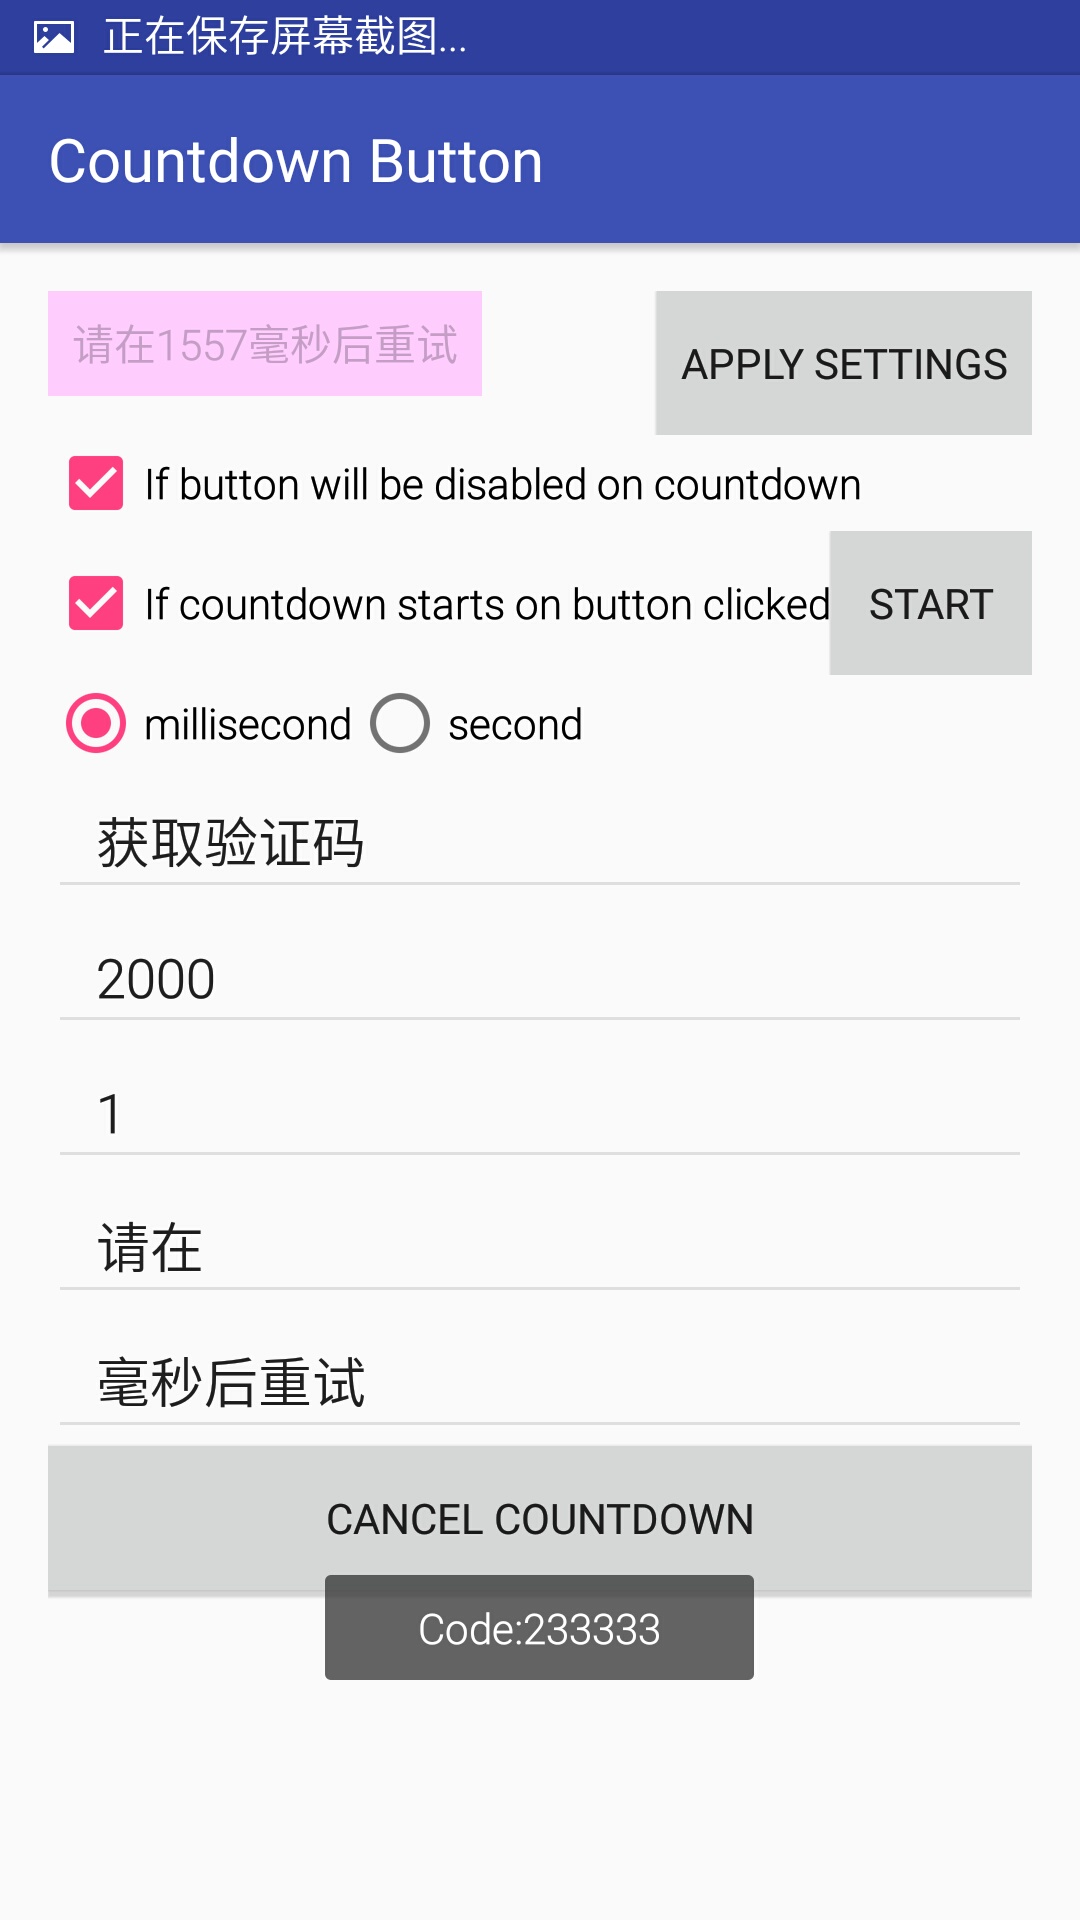 正在保存屏幕截图...
Countdown Button
请在1557毫秒后重试
APPLY SETTINGS
If button will be disabled on countdown
If countdown starts on button clicked
START
millisecond
second
获取验证码
2000
1
请在
毫秒后重试
CANCEL COUNTDOWN
Code:233333